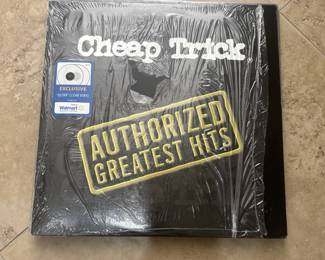 Cheap Trick
EXCLUSIVE
Walmart
AUTHORIZED
GREATEST HITS